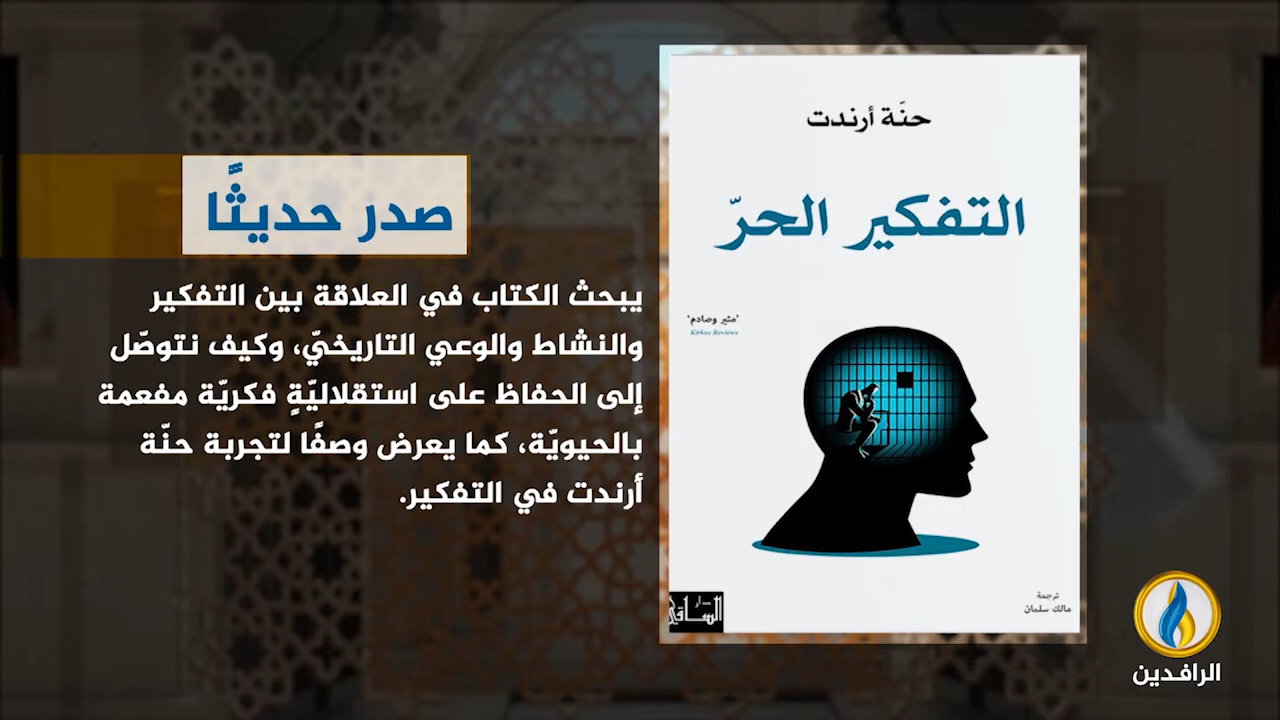 صدر حديثًا
يبحث الكتاب في العلاقة بين التفكير
والنشاط والوعي التاريخيّ، وكيف نتوصّل
إلى الحفاظ على استقلاليّةٍ فكريّة مفعمة
بالحيويّة، كما يعرض وصفًا لتجربة حنّة
أرندت في التفكير.
حنّة أرندت
التفكير الحرّ
"مثير وصادم"
Kirkus Reviews
ترجمة
مالك سلمان
دار
الساقي
الرافدين